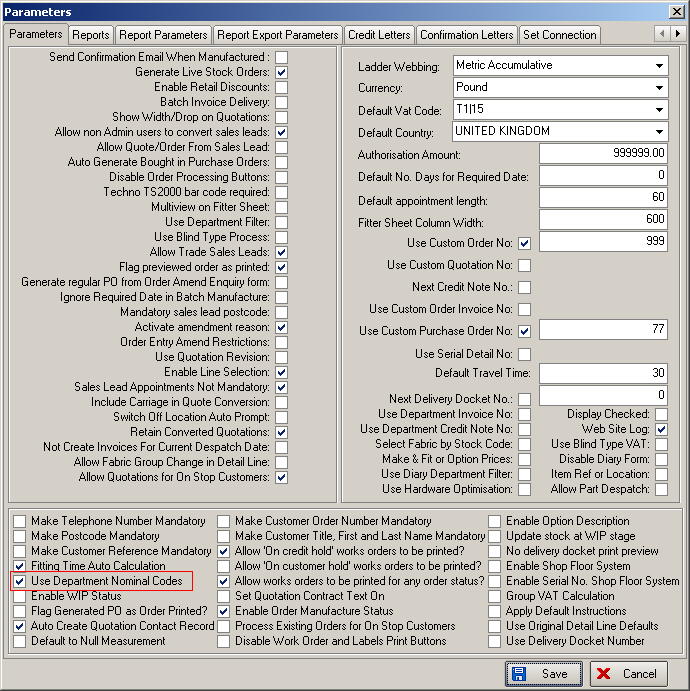 Parameters
Parameters Reports Report Parameters Report Export Parameters Credit Letters Confirmation Letters Set Connection
Send Confirmation Email When Manufactured :
Generate Live Stock Orders:
Enable Retail Discounts:
Batch Invoice Delivery:
Show Width/Drop on Quotations:
Allow non Admin users to convert sales leads:
Allow Quote/Order From Sales Lead:
Auto Generate Bought in Purchase Orders:
Disable Order Processing Buttons:
Techno TS2000 bar code required:
Multiview on Fitter Sheet:
Use Department Filter:
Use Blind Type Process:
Allow Trade Sales Leads:
Flag previewed order as printed:
Generate regular PO from Order Amend Enquiry form:
Ignore Required Date in Batch Manufacture:
Mandatory sales lead postcode:
Activate amendment reason:
Order Entry Amend Restrictions:
Use Quotation Revision:
Enable Line Selection:
Sales Lead Appointments Not Mandatory:
Include Carriage in Quote Conversion:
Switch Off Location Auto Prompt:
Retain Converted Quotations:
Not Create Invoices For Current Despatch Date:
Allow Fabric Group Change in Detail Line:
Allow Quotations for On Stop Customers:
Ladder Webbing: Metric Accumulative
Currency: Pound
Default Vat Code: T1|15
Default Country: UNITED KINGDOM
Authorisation Amount: 999999.00
Default No. Days for Required Date: 0
Default appointment length: 60
Fitter Sheet Column Width: 600
Use Custom Order No: 999
Use Custom Quotation No:
Next Credit Note No.:
Use Custom Order Invoice No:
Use Custom Purchase Order No: 77
Use Serial Detail No:
Default Travel Time: 30
Next Delivery Docket No.: 0
Use Department Invoice No: Display Checked:
Use Department Credit Note No: Web Site Log:
Select Fabric by Stock Code: Use Blind Type VAT:
Make & Fit or Option Prices: Disable Diary Form:
Use Diary Department Filter: Item Ref or Location:
Use Hardware Optimisation: Allow Part Despatch:
Make Telephone Number Mandatory Make Customer Order Number Mandatory Enable Option Description
Make Postcode Mandatory Make Customer Title, First and Last Name Mandatory Update stock at WIP stage
Make Customer Reference Mandatory Allow 'On credit hold' works orders to be printed? No delivery docket print preview
Fitting Time Auto Calculation Allow 'On customer hold' works orders to be printed? Enable Shop Floor System
Use Department Nominal Codes Allow works orders to be printed for any order status? Enable Serial No. Shop Floor System
Enable WIP Status Set Quotation Contract Text On Group VAT Calculation
Flag Generated PO as Order Printed? Enable Order Manufacture Status Apply Default Instructions
Auto Create Quotation Contact Record Process Existing Orders for On Stop Customers Use Original Detail Line Defaults
Default to Null Measurement Disable Work Order and Labels Print Buttons Use Delivery Docket Number
Save Cancel